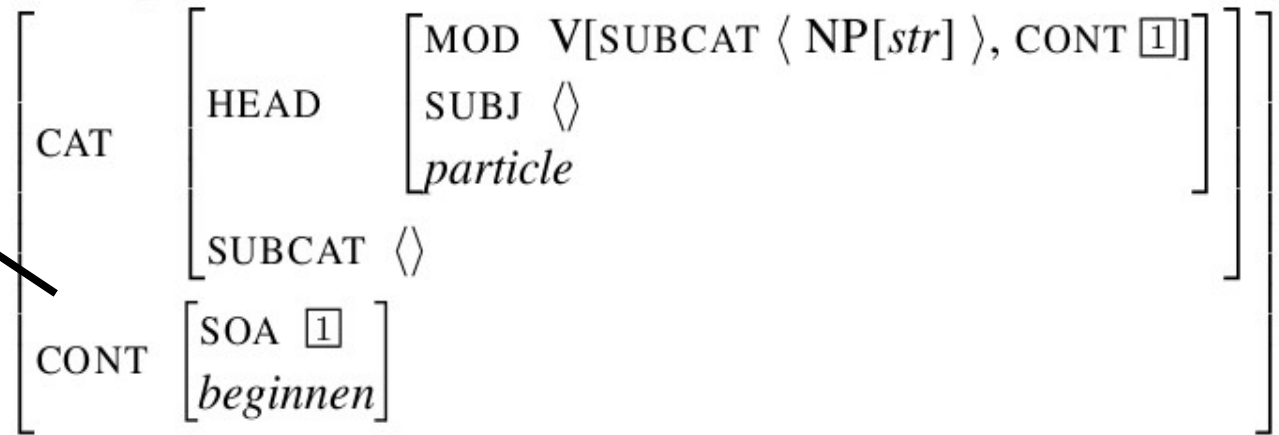 MOD V[SUBCAT ⟨ NP[str] ⟩, CONT 1]
HEAD SUBJ ⟨⟩
CAT
particle
SUBCAT ⟨⟩
SOA 1
CONT
beginnen